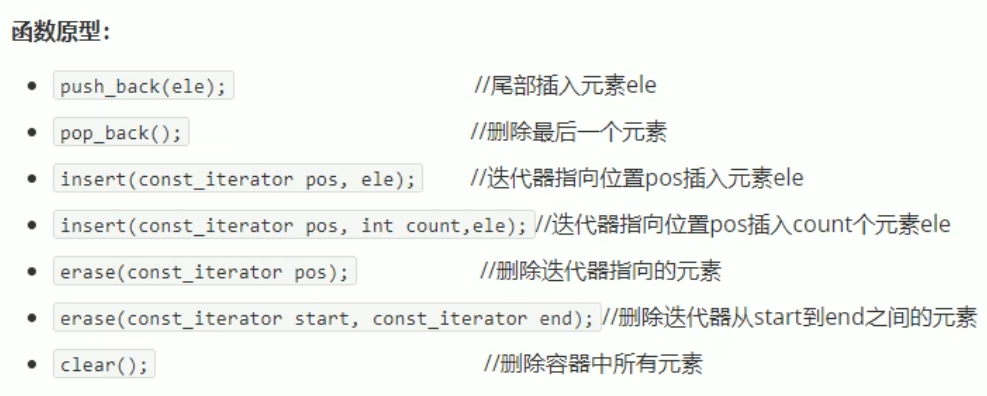 函数原型：
push_back(ele); //尾部插入元素ele
pop_back(); //删除最后一个元素
insert(const_iterator pos, ele); //迭代器指向位置pos插入元素ele
insert(const_iterator pos, int count,ele);//迭代器指向位置pos插入count个元素ele
erase(const_iterator pos); //删除迭代器指向的元素
erase(const_iterator start, const_iterator end);//删除迭代器从start到end之间的元素
clear(); //删除容器中所有元素